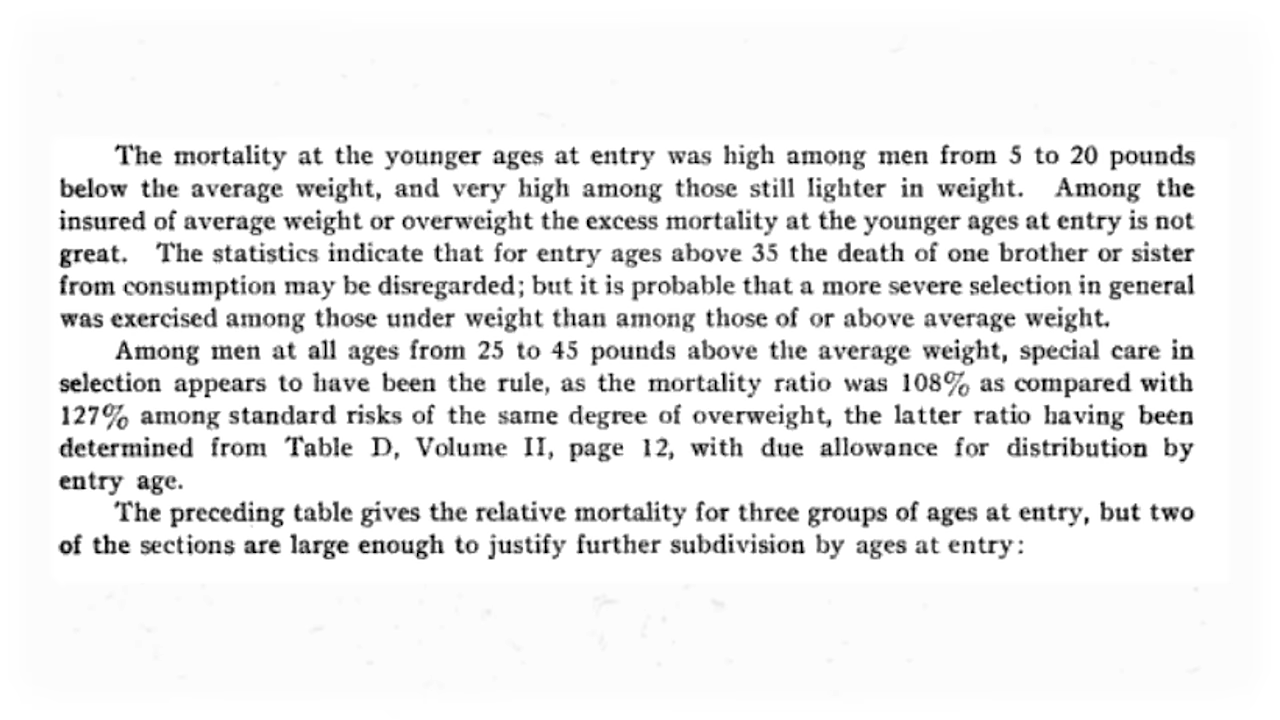 The mortality at the younger ages at entry was high among men from 5 to 20 pounds
below the average weight, and very high among those still lighter in weight. Among the
insured of average weight or overweight the excess mortality at the younger ages at entry is not
great. The statistics indicate that for entry ages above 35 the death of one brother or sister
from consumption may be disregarded; but it is probable that a more severe selection in general
was exercised among those under weight than among those of or above average weight.
Among men at all ages from 25 to 45 pounds above the average weight, special care in
selection appears to have been the rule, as the mortality ratio was 108% as compared with
127% among standard risks of the same degree of overweight, the latter ratio having been
determined from Table D, Volume II, page 12, with due allowance for distribution by
entry age.
The preceding table gives the relative mortality for three groups of ages at entry, but two
of the sections are large enough to justify further subdivision by ages at entry: